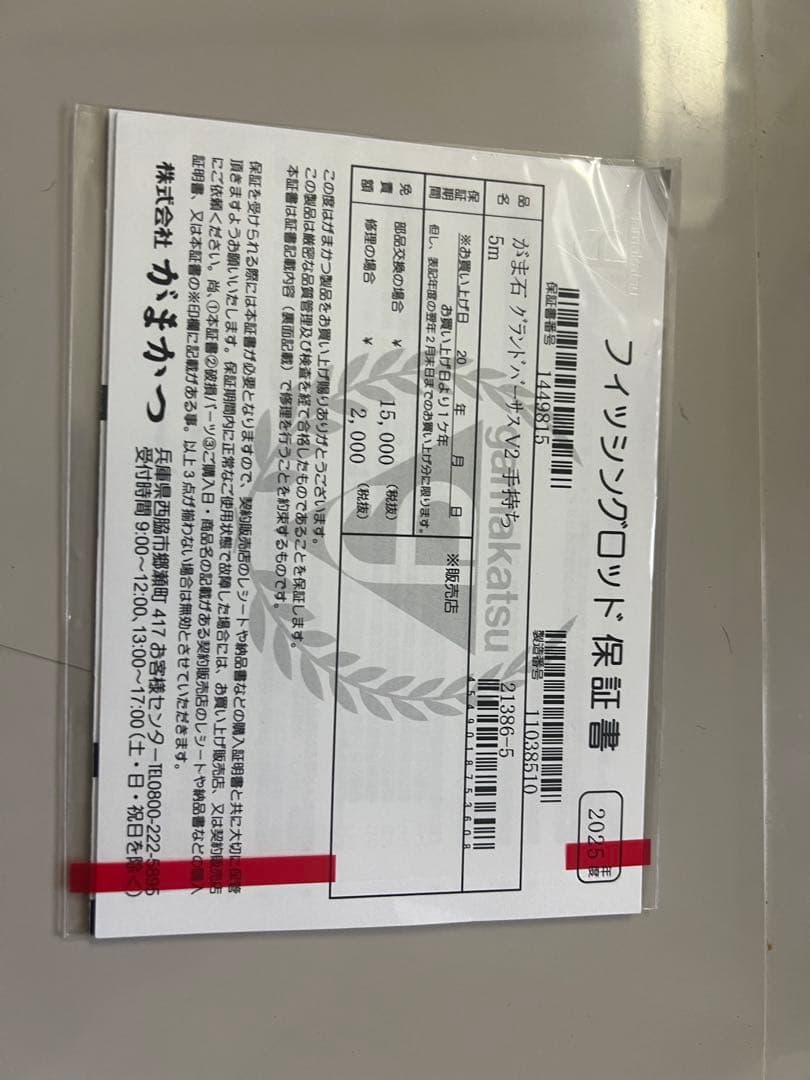 フィッシングロッド 保証書
2025年度
保証書番号
1449815
製造番号
11038510
品名
がま石 グランドバーサスV2 手持ち
5m
21386-5
4549018753608
保証期間
※お買い上げ日 20 年 月 日
お買い上げ日より1ケ年
但し、表記年度の翌年2月末日までのお買い上げ分に限ります。
※販売店
免責額
部品交換の場合 ¥ 15,000 (税抜)
修理の場合 ¥ 2,000 (税抜)
gamakatsu
この度はがまかつ製品をお買い上げ賜りありがとうございます。
この製品は厳密な品質管理及び検査を経て合格したものであることを保証します。
本証書は証書記載内容(裏面記載)で修理を行うことを約束するものです。
保証を受けられる際には本証書が必要となりますので、契約販売店のレシートや納品書などの購入証明書と共に大切に保管
頂きますようお願いいたします。保証期間内に正常なご使用状態で故障した場合には、お買い上げ販売店、又は契約販売店
にご依頼ください。尚、①本証書②破損パーツ③ご購入日・商品名の記載がある契約販売店のレシートや納品書などの購入
証明書、又は本証書の※印欄に記載がある事。以上3点が揃わない場合は無効とさせていただきます。
株式会社 がまかつ
兵庫県西脇市郷瀬町 417 お客様センターTEL0800-222-5895
受付時間 9:00~12:00、13:00~17:00(土・日・祝日を除く)